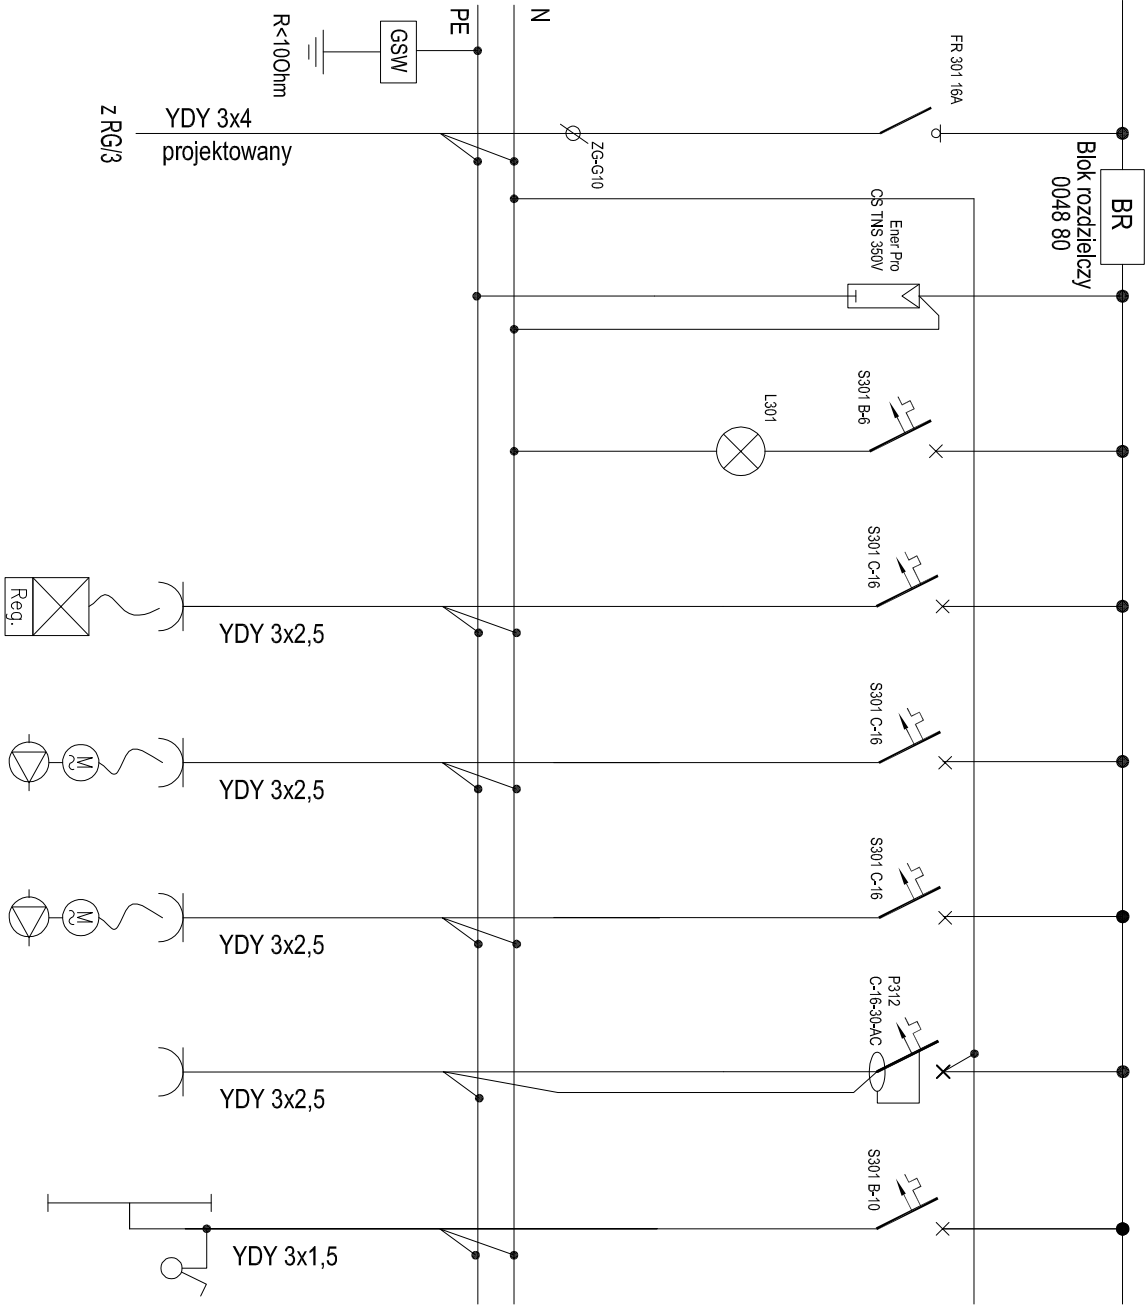 PE
N
GSW
R<10Ohm
FR 301 16A
YDY 3x4
projektowany
z RG/3
ZG-G10
BR
Blok rozdzielczy
0048 80
Ener Pro
CS TNS 350V
S301 B-6
L301
S301 C-16
YDY 3x2,5
Reg.
S301 C-16
YDY 3x2,5
M
~
S301 C-16
YDY 3x2,5
M
~
P312
C-16-30-AC
YDY 3x2,5
S301 B-10
YDY 3x1,5